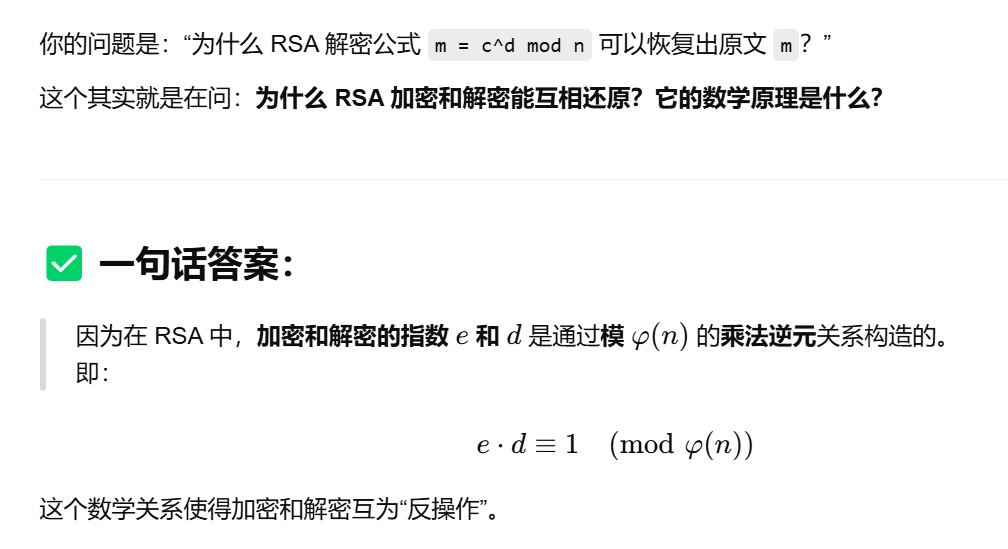 你的问题是：“为什么 RSA 解密公式 m = c^d mod n 可以恢复出原文 m？”
这个其实就是在问：为什么 RSA 加密和解密能互相还原？它的数学原理是什么？
✅ 一句话答案：
因为在 RSA 中，加密和解密的指数 e 和 d 是通过模 φ(n) 的乘法逆元关系构造的。
即：
e · d ≡ 1 (mod φ(n))
这个数学关系使得加密和解密互为“反操作”。